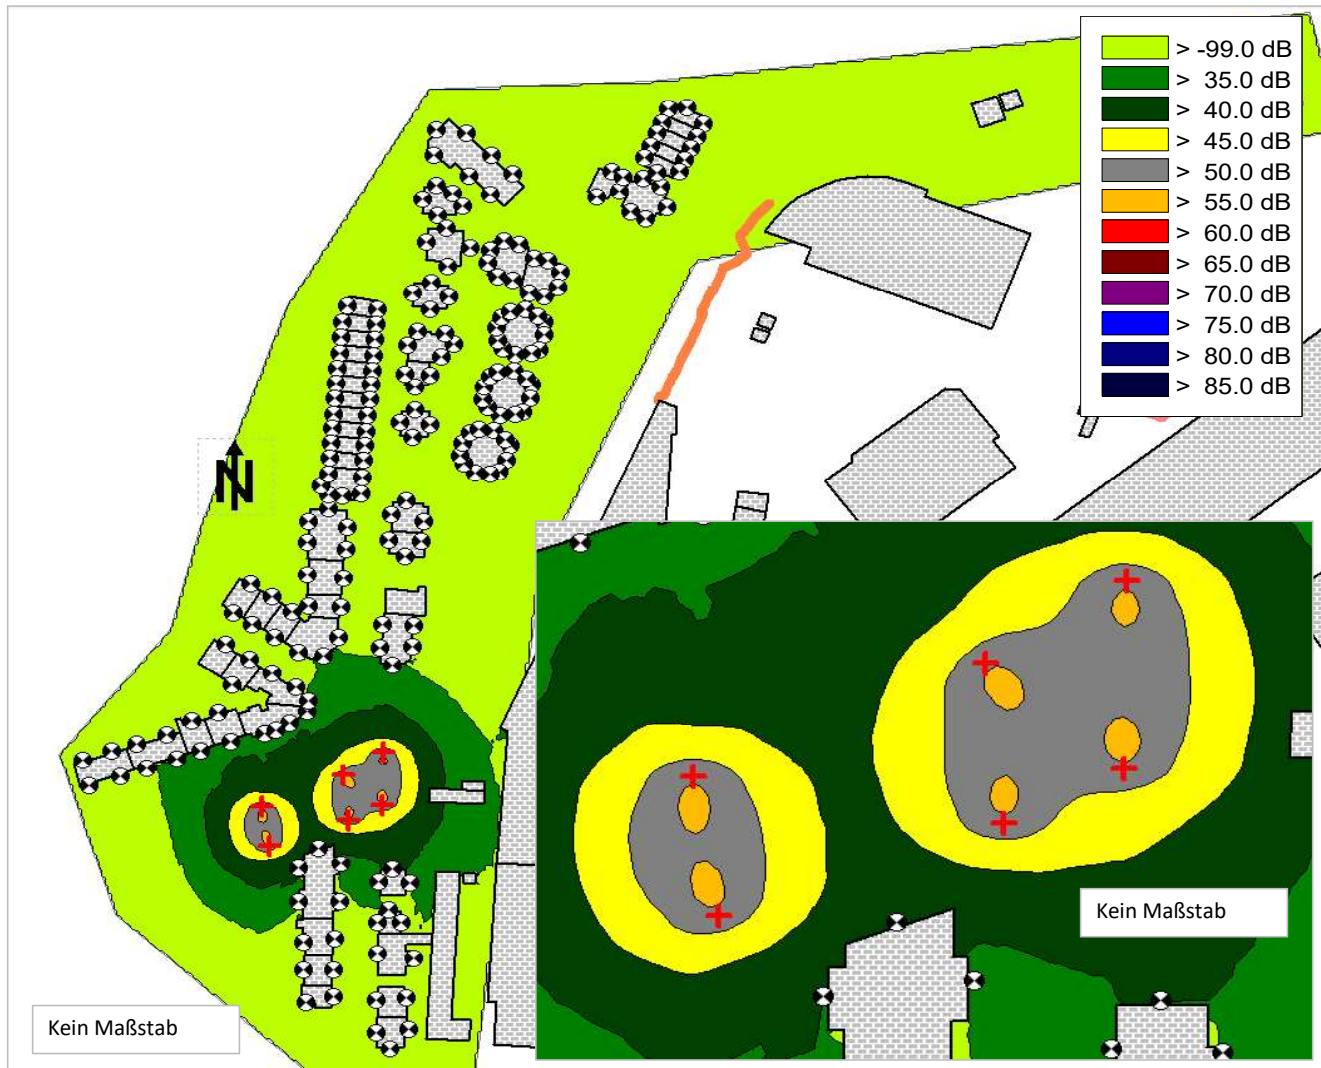 > -99.0 dB
> 35.0 dB
> 40.0 dB
> 45.0 dB
> 50.0 dB
> 55.0 dB
> 60.0 dB
> 65.0 dB
> 70.0 dB
> 75.0 dB
> 80.0 dB
> 85.0 dB
N
Kein Maßstab
Kein Maßstab